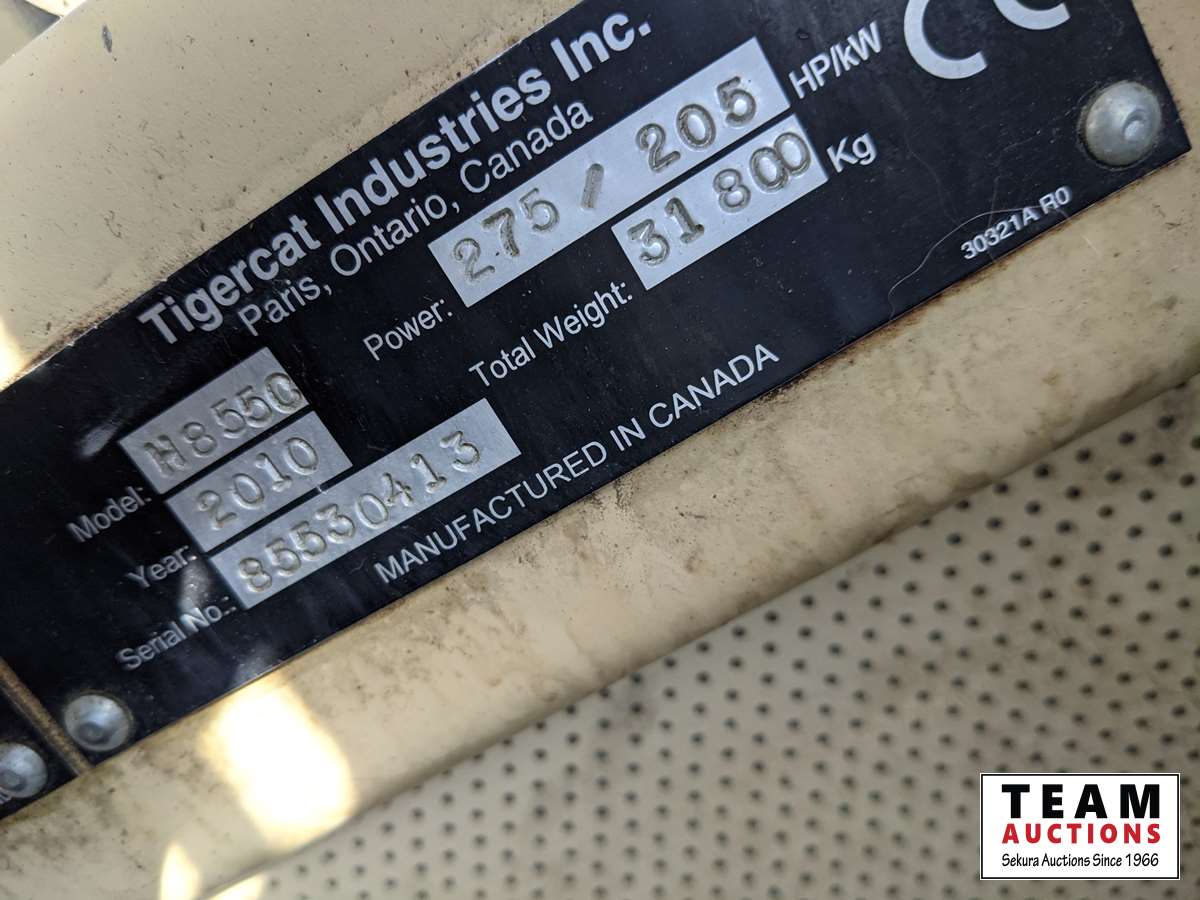 Tigercat Industries Inc.
Paris, Ontario, Canada
Power: 275 / 205 HP/kW
Total Weight: 31 800 Kg
CE
30321A R0
Model: H855C
Year: 2010
Serial No.: 85530413
MANUFACTURED IN CANADA
TEAM
AUCTIONS
Sekura Auctions Since 1966